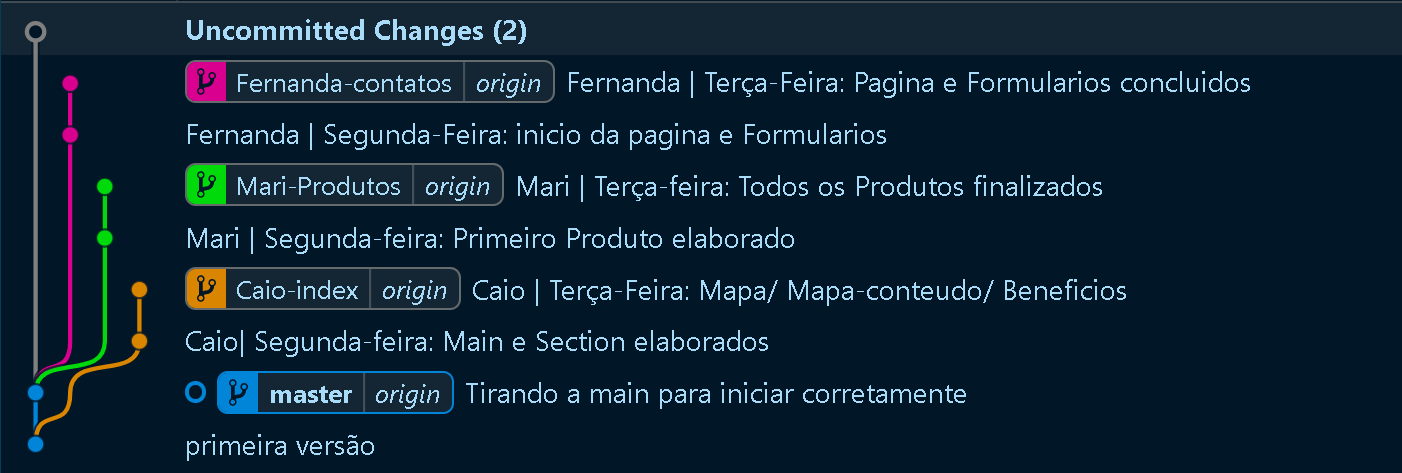 Uncommitted Changes (2)
Fernanda-contatos origin Fernanda | Terça-Feira: Pagina e Formularios concluidos
Fernanda | Segunda-Feira: inicio da pagina e Formularios
Mari-Produtos origin Mari | Terça-feira: Todos os Produtos finalizados
Mari | Segunda-feira: Primeiro Produto elaborado
Caio-index origin Caio | Terça-Feira: Mapa/ Mapa-conteudo/ Beneficios
Caio| Segunda-feira: Main e Section elaborados
master origin Tirando a main para iniciar corretamente
primeira versão